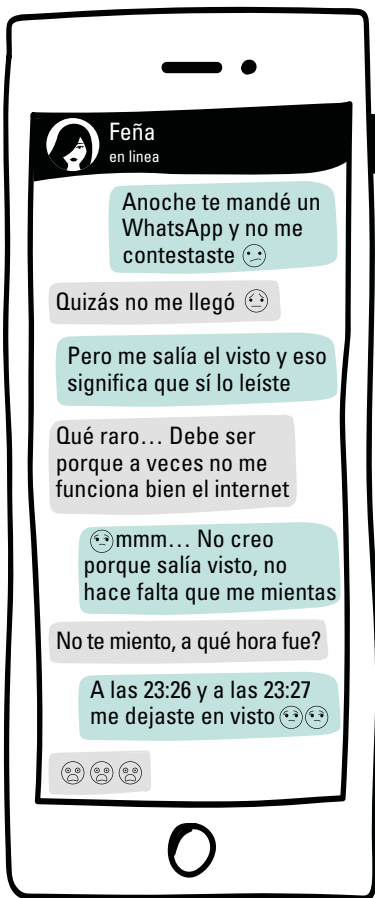 Feña
en linea
Anoche te mandé un
WhatsApp y no me
contestaste 🫤
Quizás no me llegó 😔
Pero me salía el visto y eso
significa que sí lo leíste
Qué raro… Debe ser
porque a veces no me
funciona bien el internet
😒mmm… No creo
porque salía visto, no
hace falta que me mientas
No te miento, a qué hora fue?
A las 23:26 y a las 23:27
me dejaste en visto 😒😒
😦😦😦